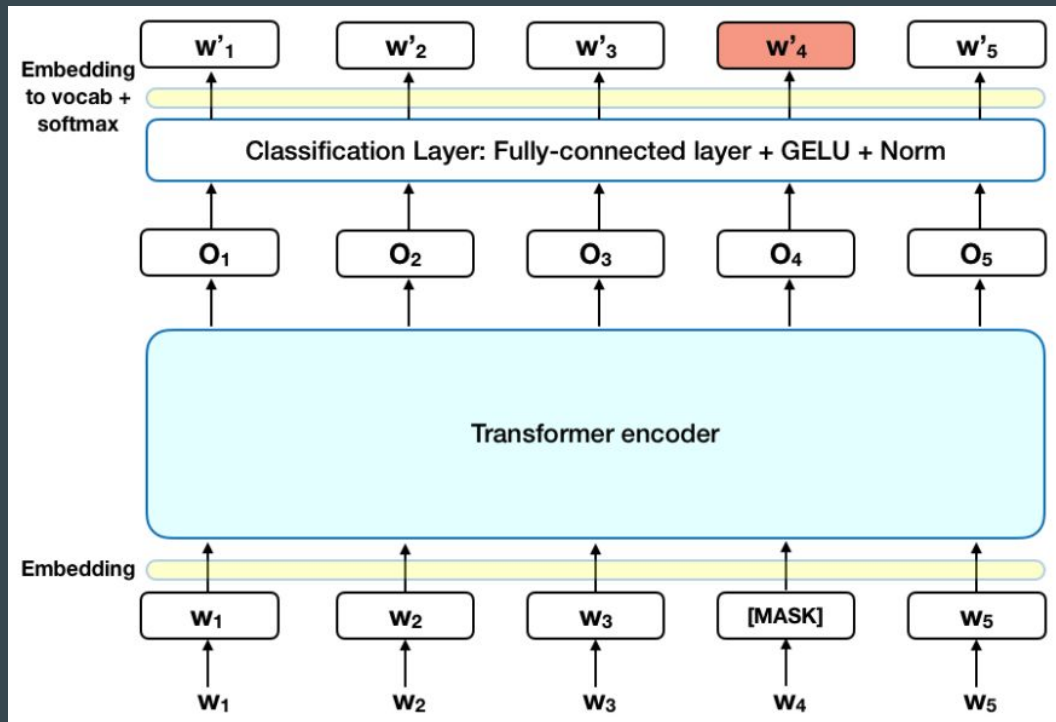 w'₁ w'₂ w'₃ w'₄ w'₅
Embedding
to vocab +
softmax
Classification Layer: Fully-connected layer + GELU + Norm
O₁ O₂ O₃ O₄ O₅
Transformer encoder
Embedding
w₁ w₂ w₃ [MASK] w₅
w₁ w₂ w₃ w₄ w₅